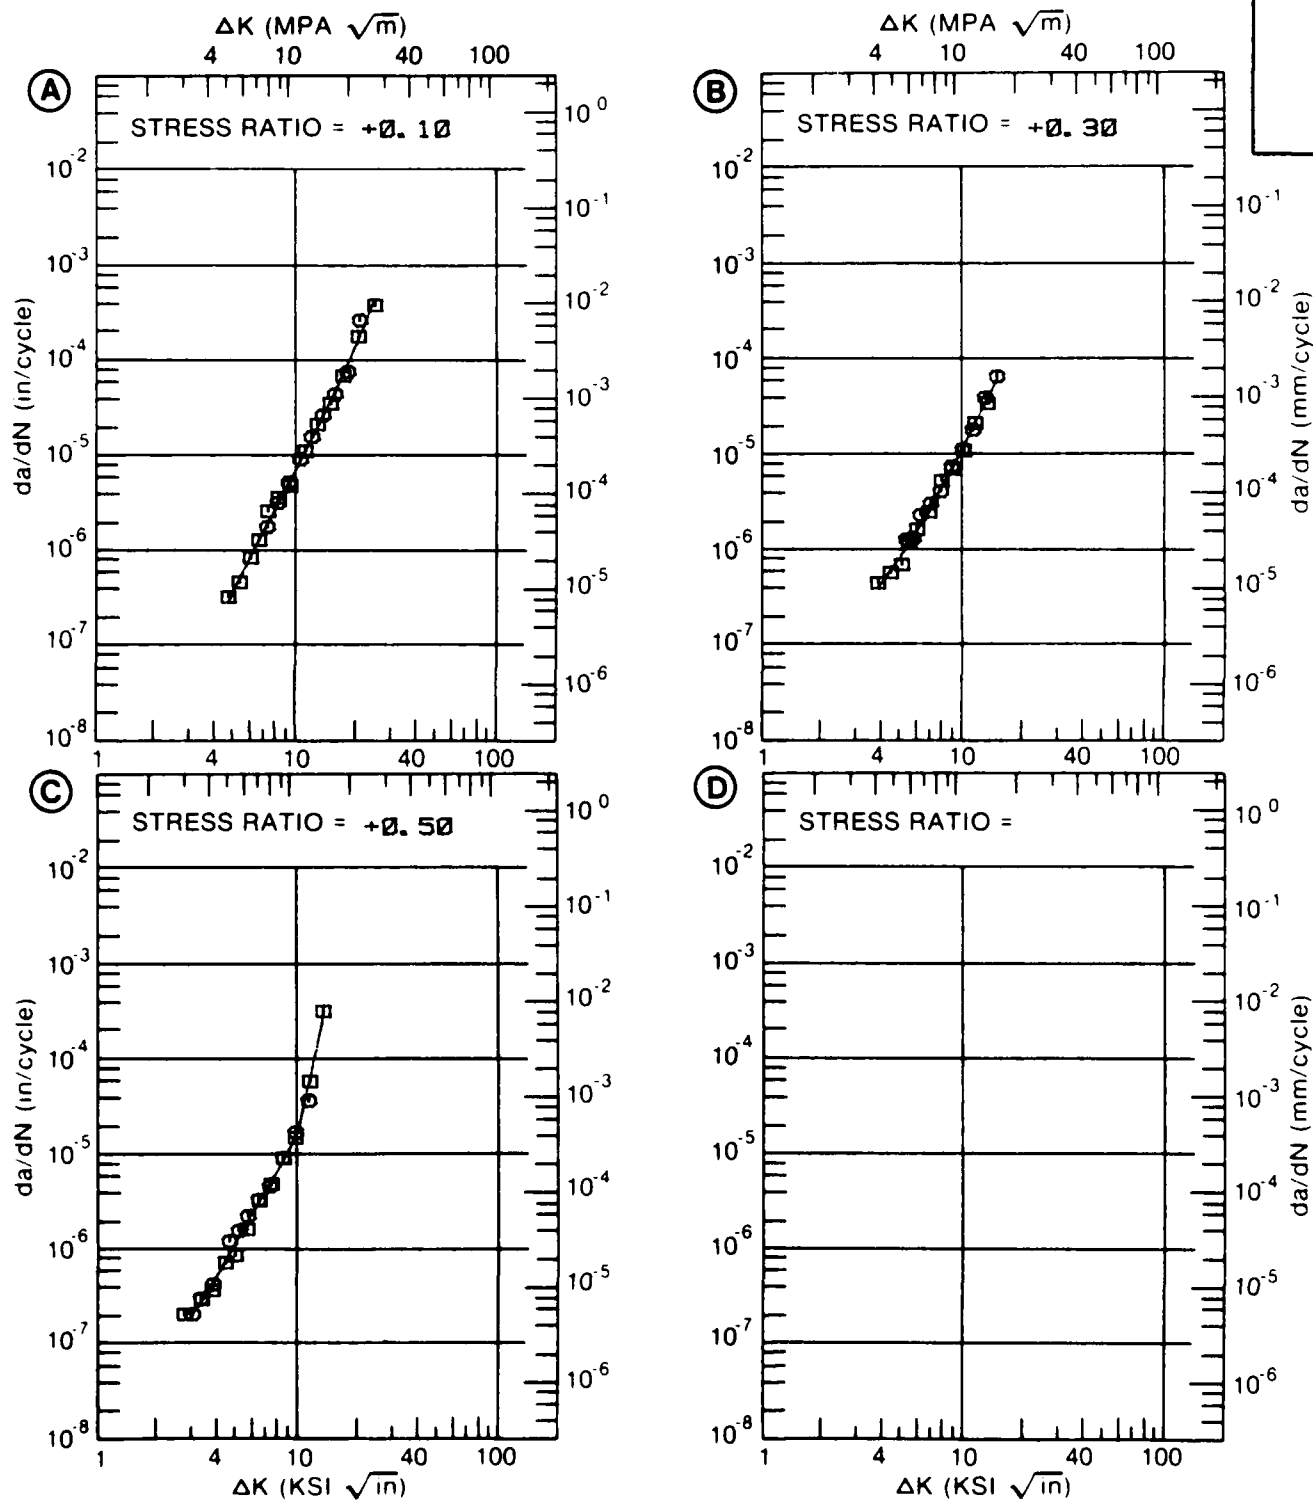 ΔK (MPA √m)
4 10 40 100
A
STRESS RATIO = +0.10
10⁻²
10⁻³
10⁻⁴
10⁻⁵
10⁻⁶
10⁻⁷
10⁻⁸
da/dN (in/cycle)
10⁰
10⁻¹
10⁻²
10⁻³
10⁻⁴
10⁻⁵
10⁻⁶
1 4 10 40 100
ΔK (MPA √m)
4 10 40 100
B
STRESS RATIO = +0.30
10⁻²
10⁻³
10⁻⁴
10⁻⁵
10⁻⁶
10⁻⁷
10⁻⁸
10⁻¹
10⁻²
10⁻³
10⁻⁴
10⁻⁵
10⁻⁶
da/dN (mm/cycle)
1 4 10 40 100
C
STRESS RATIO = +0.50
10⁻²
10⁻³
10⁻⁴
10⁻⁵
10⁻⁶
10⁻⁷
10⁻⁸
da/dN (in/cycle)
10⁰
10⁻¹
10⁻²
10⁻³
10⁻⁴
10⁻⁵
10⁻⁶
1 4 10 40 100
ΔK (KSI √in)
D
STRESS RATIO =
10⁻²
10⁻³
10⁻⁴
10⁻⁵
10⁻⁶
10⁻⁷
10⁻⁸
10⁰
10⁻¹
10⁻²
10⁻³
10⁻⁴
10⁻⁵
10⁻⁶
da/dN (mm/cycle)
1 4 10 40 100
ΔK (KSI √in)